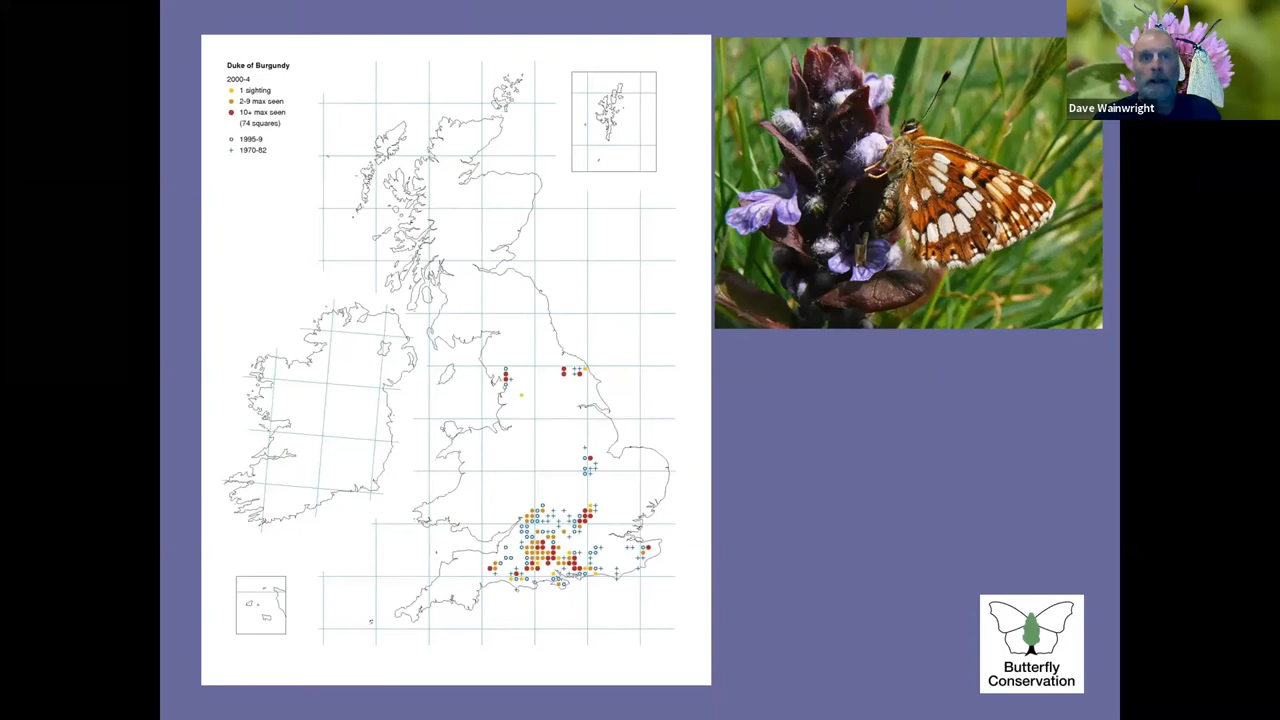 Duke of Burgundy
2000-4
1 sighting
2-9 max seen
10+ max seen
(74 squares)
1995-9
1970-82
Dave Wainwright
Butterfly
Conservation